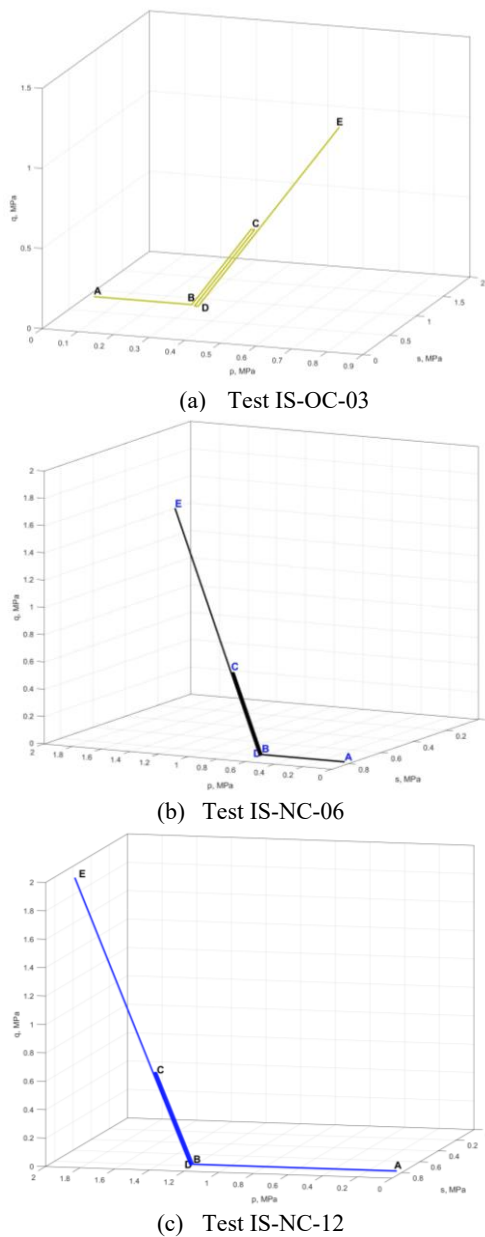 1.5
E
1
q, MPa
C
0.5
2
A
B
D
1.5
1
0
0
0.1
0.5
0.2
0.3
0.4
0.5
0
0.6
0.7
0.8
0.9
s, MPa
p, MPa
(a) Test IS-OC-03
2
1.8
E
1.6
1.4
1.2
q, MPa
1
0.8
C
0.6
0.4
0.2
0.2
0
D B
A
0.4
2
1.8
0.6
1.6
1.4
0.8
1.2
1
0.8
0.6
0.4
0.2
0
s, MPa
p, MPa
(b) Test IS-NC-06
2
E
1.8
1.6
1.4
1.2
q, MPa
1
0.8
C
0.6
0.4
0.2
0.2
D B
A
0.4
0
0.6
2
1.8
0.8
1.6
1.4
1.2
1
0.8
0.6
0.4
0.2
0
s, MPa
p, MPa
(c) Test IS-NC-12